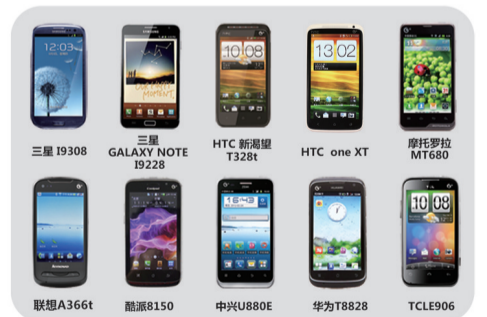 12:03
10 08
13 02
三星 I9308
三星
GALAXY NOTE
I9228
HTC 新渴望
T328t
HTC one XT
摩托罗拉
MT680
16:43
10 08
联想A366t
酷派8150
中兴U880E
华为T8828
TCLE906